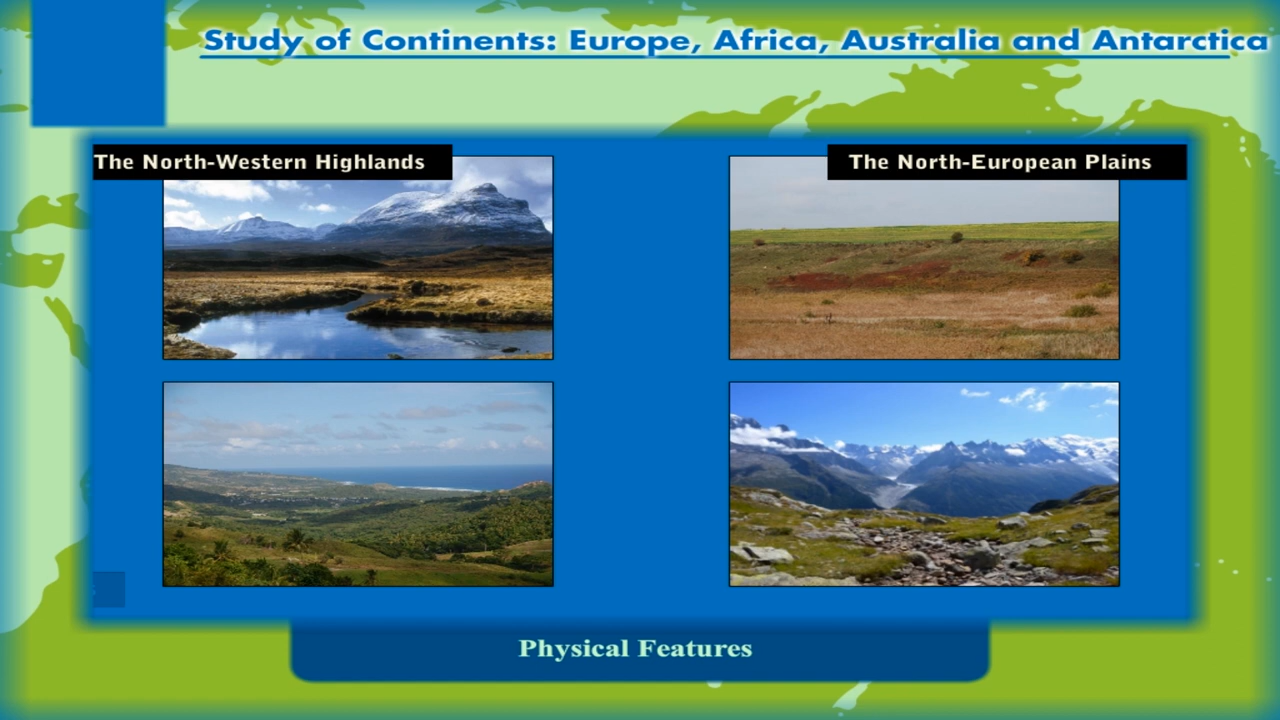 Study of Continents: Europe, Africa, Australia and Antarctica
The North-Western Highlands
The North-European Plains
Physical Features